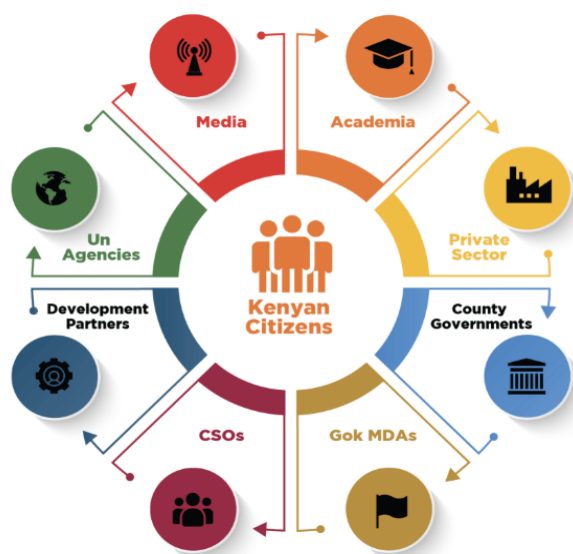 Media
Academia
Un
Agencies
Private
Sector
Kenyan
Citizens
Development
Partners
County
Governments
CSOs
Gok MDAs